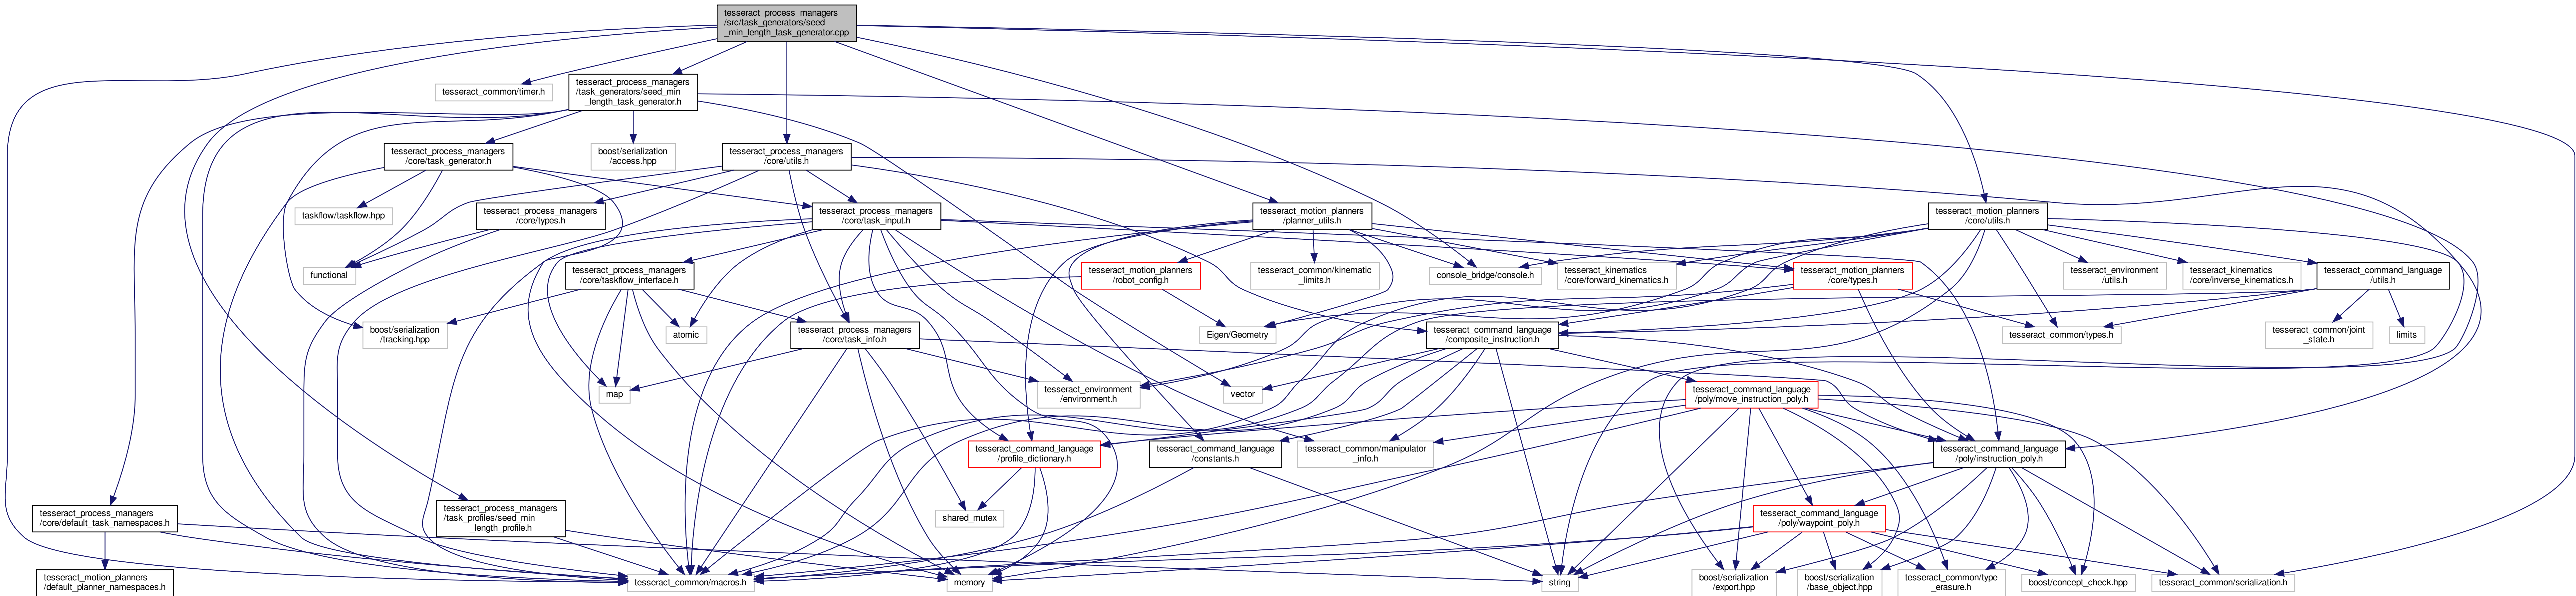 tesseract_process_managers
/src/task_generators/seed
_min_length_task_generator.cpp
tesseract_common/timer.h
tesseract_process_managers
/task_generators/seed_min
_length_task_generator.h
tesseract_process_managers
/core/task_generator.h
boost/serialization
/access.hpp
tesseract_process_managers
/core/utils.h
taskflow/taskflow.hpp
tesseract_process_managers
/core/types.h
tesseract_process_managers
/core/task_input.h
tesseract_motion_planners
/planner_utils.h
tesseract_motion_planners
/core/utils.h
functional
tesseract_process_managers
/core/taskflow_interface.h
tesseract_motion_planners
/robot_config.h
tesseract_common/kinematic
_limits.h
console_bridge/console.h
tesseract_kinematics
/core/forward_kinematics.h
tesseract_motion_planners
/core/types.h
tesseract_environment
/utils.h
tesseract_kinematics
/core/inverse_kinematics.h
tesseract_command_language
/utils.h
boost/serialization
/tracking.hpp
atomic
tesseract_process_managers
/core/task_info.h
Eigen/Geometry
tesseract_command_language
/composite_instruction.h
tesseract_common/types.h
tesseract_common/joint
_state.h
limits
map
tesseract_environment
/environment.h
vector
tesseract_command_language
/poly/move_instruction_poly.h
tesseract_command_language
/profile_dictionary.h
tesseract_command_language
/constants.h
tesseract_common/manipulator
_info.h
tesseract_command_language
/poly/instruction_poly.h
tesseract_process_managers
/core/default_task_namespaces.h
tesseract_process_managers
/task_profiles/seed_min
_length_profile.h
shared_mutex
tesseract_command_language
/poly/waypoint_poly.h
tesseract_motion_planners
/default_planner_namespaces.h
tesseract_common/macros.h
memory
string
boost/serialization
/export.hpp
boost/serialization
/base_object.hpp
tesseract_common/type
_erasure.h
boost/concept_check.hpp
tesseract_common/serialization.h